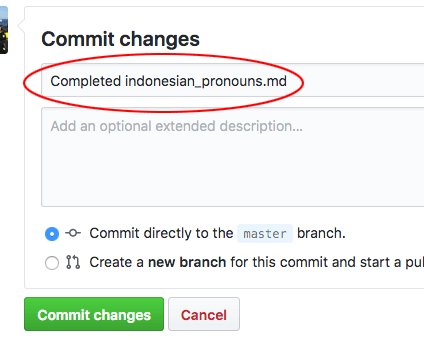 Commit changes
Completed indonesian_pronouns.md
Add an optional extended description...
Commit directly to the master branch.
Create a new branch for this commit and start a pu
Commit changes
Cancel